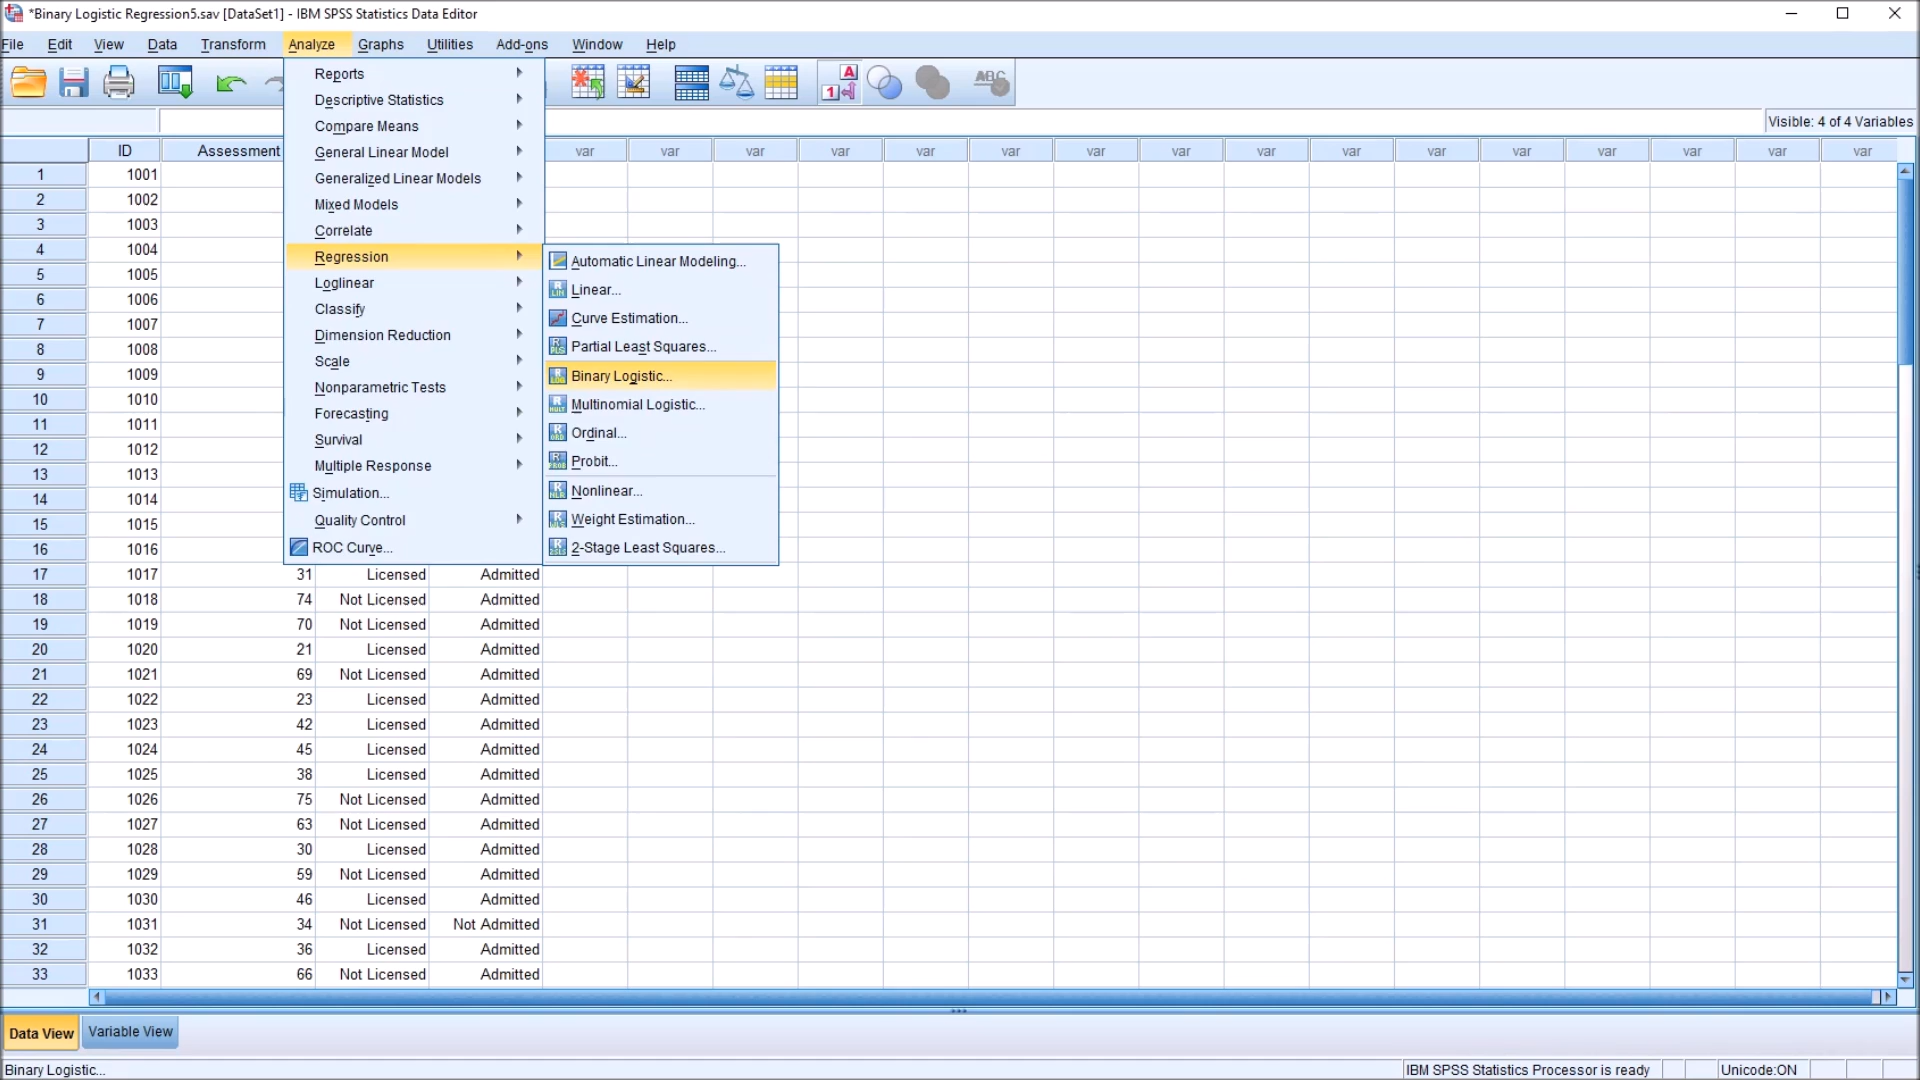 *Binary Logistic Regression5.sav [DataSet1] - IBM SPSS Statistics Data Editor
File Edit View Data Transform Analyze Graphs Utilities Add-ons Window Help
Visible: 4 of 4 Variables
ID Assessment var var var var var var var var var var var var var var var var
Reports
Descriptive Statistics
Compare Means
General Linear Model
Generalized Linear Models
Mixed Models
Correlate
Regression
Loglinear
Classify
Dimension Reduction
Scale
Nonparametric Tests
Forecasting
Survival
Multiple Response
Simulation...
Quality Control
ROC Curve...
Automatic Linear Modeling...
Linear...
Curve Estimation...
Partial Least Squares...
Binary Logistic...
Multinomial Logistic...
Ordinal...
Probit...
Nonlinear...
Weight Estimation...
2-Stage Least Squares...
1 1001
2 1002
3 1003
4 1004
5 1005
6 1006
7 1007
8 1008
9 1009
10 1010
11 1011
12 1012
13 1013
14 1014
15 1015
16 1016
17 1017 31 Licensed Admitted
18 1018 74 Not Licensed Admitted
19 1019 70 Not Licensed Admitted
20 1020 21 Licensed Admitted
21 1021 69 Not Licensed Admitted
22 1022 23 Licensed Admitted
23 1023 42 Licensed Admitted
24 1024 45 Licensed Admitted
25 1025 38 Licensed Admitted
26 1026 75 Not Licensed Admitted
27 1027 63 Not Licensed Admitted
28 1028 30 Licensed Admitted
29 1029 59 Not Licensed Admitted
30 1030 46 Licensed Admitted
31 1031 34 Not Licensed Not Admitted
32 1032 36 Licensed Admitted
33 1033 66 Not Licensed Admitted
Data View Variable View
Binary Logistic... IBM SPSS Statistics Processor is ready Unicode:ON